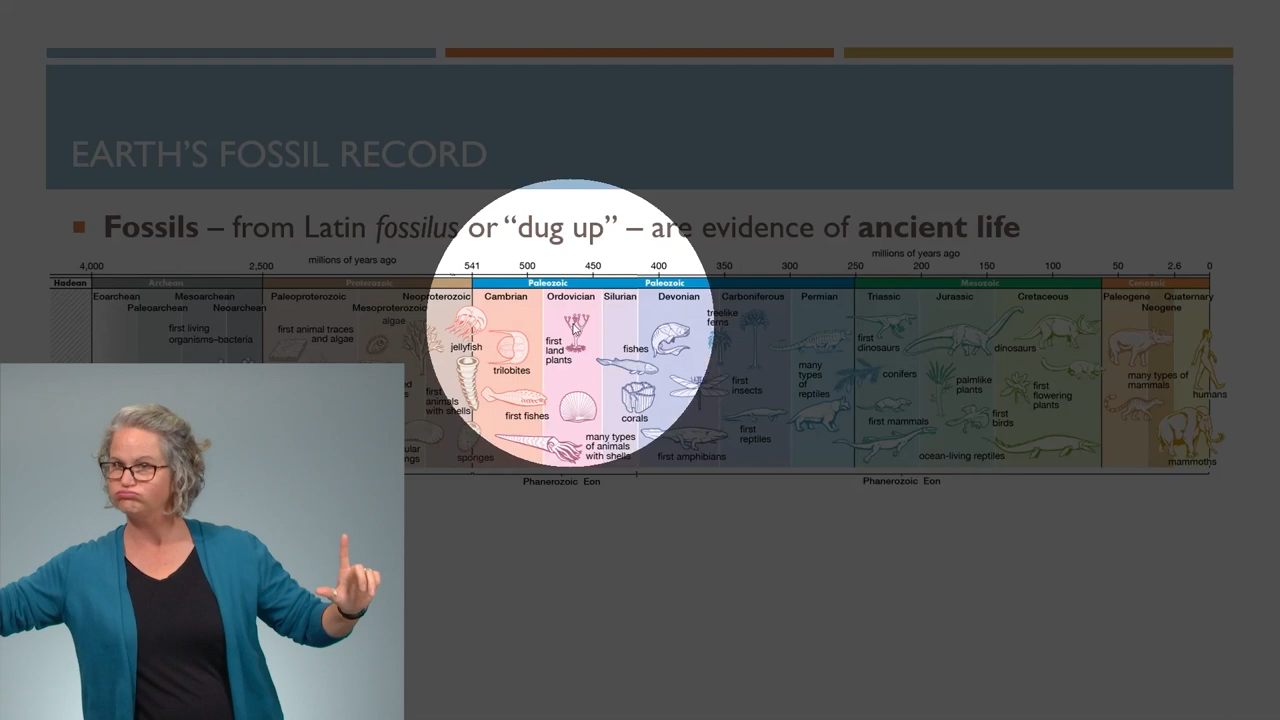 EARTH'S FOSSIL RECORD
Fossils – from Latin fossilus or “dug up” – are evidence of ancient life
millions of years ago
millions of years ago
4,000 2,500 541 500 450 400 350 300 250 200 150 100 50 2.6 0
Hadean Archean Proterozoic Paleozoic Paleozoic Mesozoic Cenozoic
Eoarchean Mesoarchean Paleoproterozoic Neoproterozoic Cambrian Ordovician Silurian Devonian Carboniferous Permian Triassic Jurassic Cretaceous Paleogene Quaternary
Paleoarchean Neoarchean Mesoproterozoic Neogene
first living
organisms–bacteria
first animal traces
and algae
algae
jellyfish
first
animals
with shells
sponges
trilobites
first fishes
first
land
plants
many types
of animals
with shells
fishes
corals
first amphibians
treelike
ferns
first
insects
first
reptiles
many
types
of
reptiles
first
dinosaurs
conifers
first mammals
dinosaurs
palmlike
plants
first
birds
first
flowering
plants
ocean-living reptiles
many types of
mammals
humans
mammoths
Phanerozoic Eon
Phanerozoic Eon